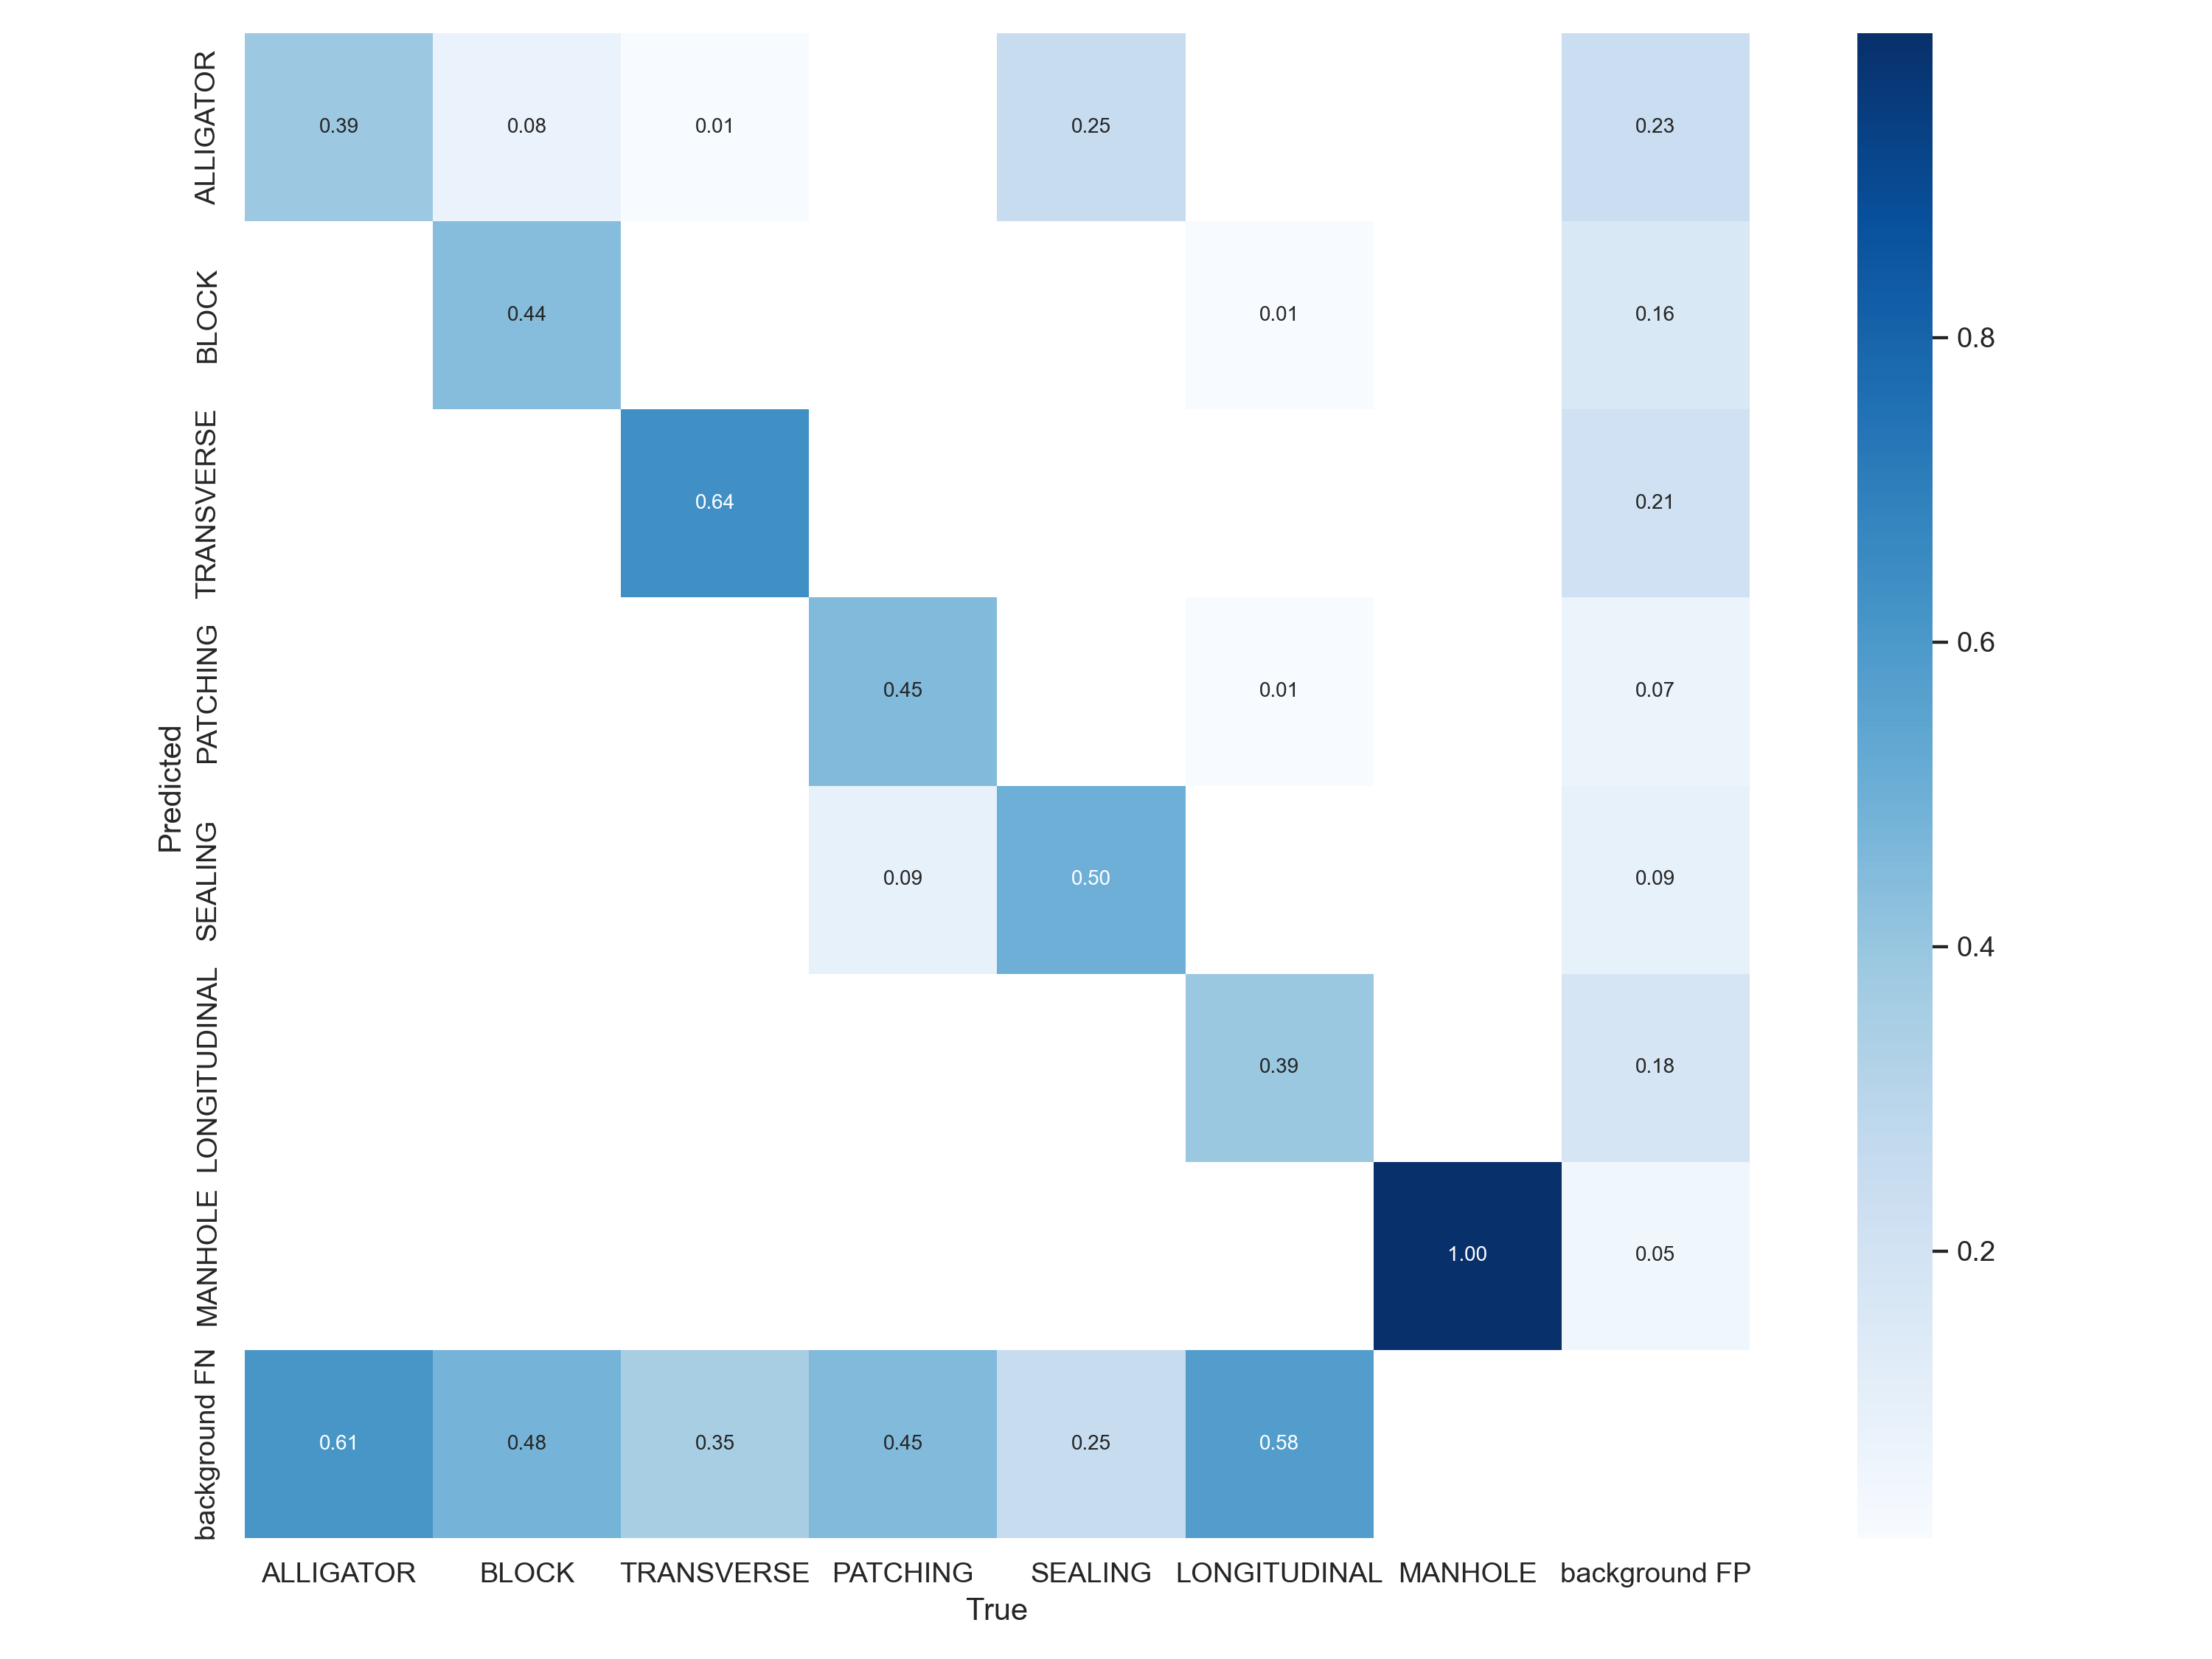 ALLIGATOR
0.39 0.08 0.01 0.25 0.23
BLOCK
0.44 0.01 0.16
0.8
TRANSVERSE
0.64 0.21
0.6
PATCHING
0.45 0.01 0.07
Predicted
SEALING
0.09 0.50 0.09
0.4
LONGITUDINAL
0.39 0.18
MANHOLE
1.00 0.05
0.2
background FN
0.61 0.48 0.35 0.45 0.25 0.58
ALLIGATOR BLOCK TRANSVERSE PATCHING SEALING LONGITUDINAL MANHOLE background FP
True